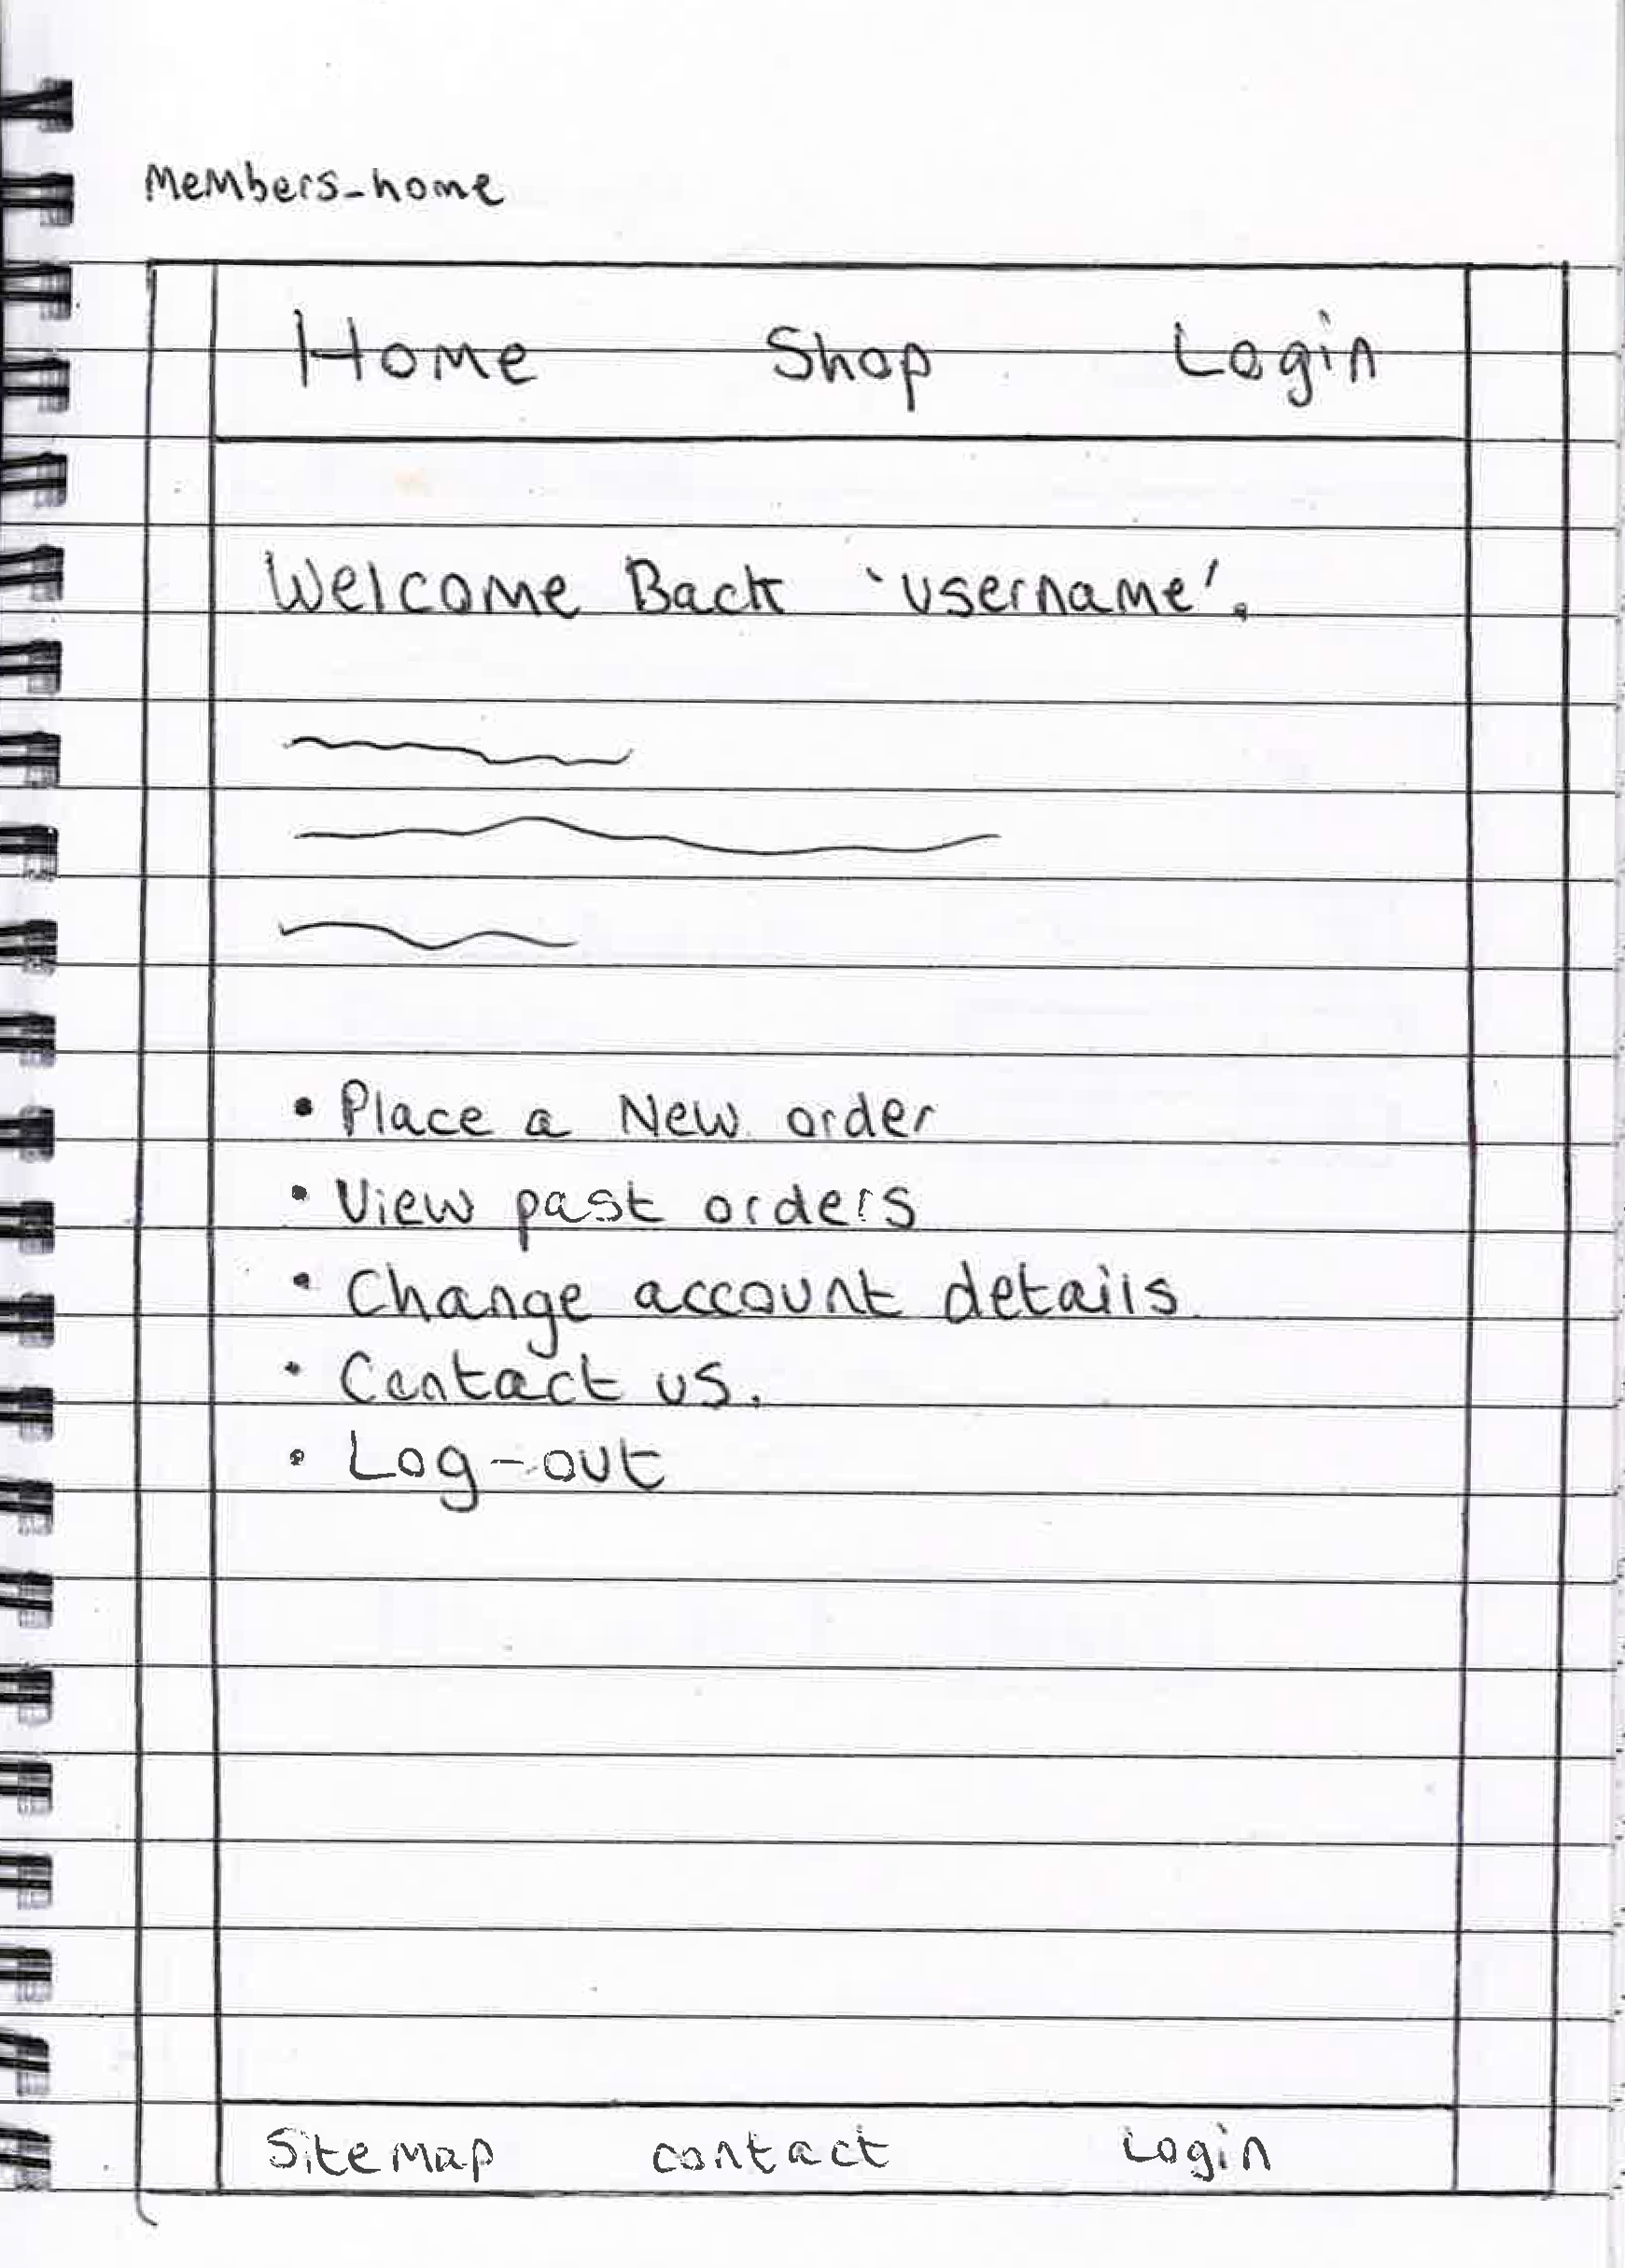 Members_home
Home Shop Login
Welcome Back 'username'.
• Place a New order
• View past orders
• Change account details
• Contact us.
• Log-out
Sitemap contact Login